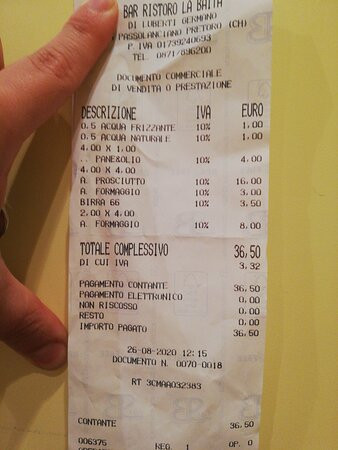 BAR RISTORO LA BAITA
DI LUBERTI GERMANO
PASSOLANCIANO PRETORO (CH)
P. IVA 01739240693
TEL. 0871/896200
DOCUMENTO COMMERCIALE
DI VENDITA O PRESTAZIONE
DESCRIZIONE IVA EURO
0,5 ACQUA FRIZZANTE 10% 1,00
0,5 ACQUA NATURALE 10% 1,00
4,00 X 1,00
.. PANE&OLIO 10% 4,00
4,00 X 4,00
A. PROSCIUTTO 10% 16,00
A. FORMAGGIO 10% 3,00
BIRRA 66 10% 3,50
2,00 X 4,00
A. FORMAGGIO 10% 8,00
TOTALE COMPLESSIVO 36,50
DI CUI IVA 3,32
PAGAMENTO CONTANTE 36,50
PAGAMENTO ELETTRONICO 0,00
NON RISCOSSO 0,00
RESTO 0,00
IMPORTO PAGATO 36,50
26-08-2020 12:15
DOCUMENTO N. 0070-0018
RT 3CMAA032383
CONTANTE 36,50
006375 REG. 1 OP. 0